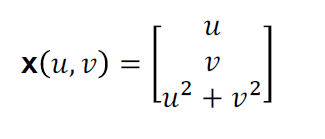 x(u, v) = [
u
v
u² + v²
]